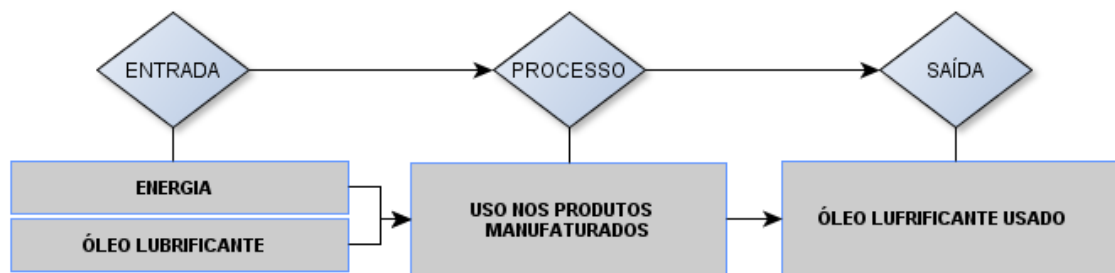 ENTRADA
PROCESSO
SAÍDA
ENERGIA
ÓLEO LUBRIFICANTE
USO NOS PRODUTOS
MANUFATURADOS
ÓLEO LUFRIFICANTE USADO